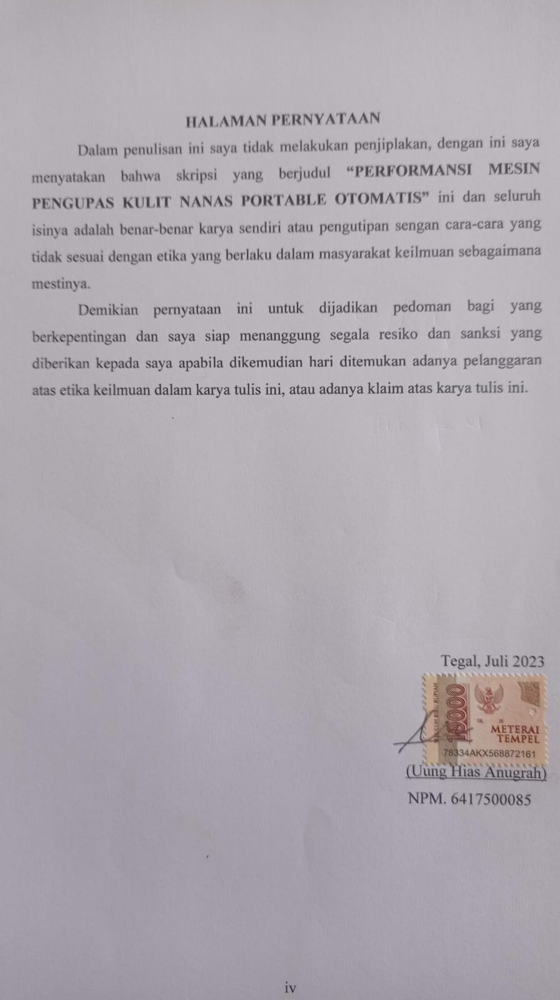 HALAMAN PERNYATAAN
Dalam penulisan ini saya tidak melakukan penjiplakan, dengan ini saya
menyatakan bahwa skripsi yang berjudul “PERFORMANSI MESIN
PENGUPAS KULIT NANAS PORTABLE OTOMATIS” ini dan seluruh
isinya adalah benar-benar karya sendiri atau pengutipan sengan cara-cara yang
tidak sesuai dengan etika yang berlaku dalam masyarakat keilmuan sebagaimana
mestinya.
Demikian pernyataan ini untuk dijadikan pedoman bagi yang
berkepentingan dan saya siap menanggung segala resiko dan sanksi yang
diberikan kepada saya apabila dikemudian hari ditemukan adanya pelanggaran
atas etika keilmuan dalam karya tulis ini, atau adanya klaim atas karya tulis ini.
Tegal, Juli 2023
SEPULUH RIBU RUPIAH
10000
TGL. 20
METERAI
TEMPEL
78334AKX568872161
(Uung Hias Anugrah)
NPM. 6417500085
iv